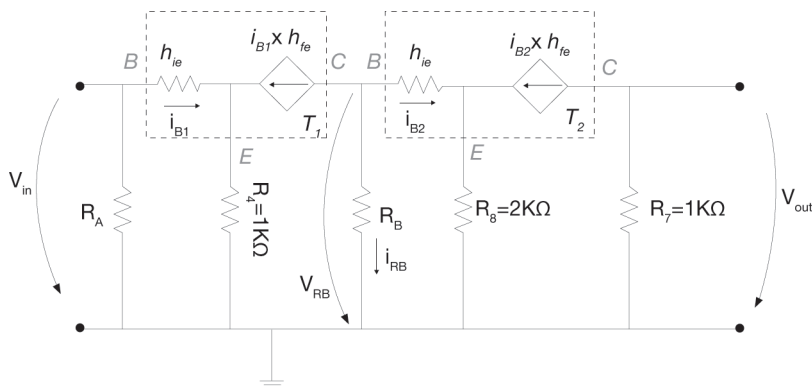 i_B1 x h_fe
i_B2 x h_fe
B
h_ie
C
B
h_ie
C
i_B1
T_1
i_B2
T_2
E
E
V_in
R_A
R_4=1KΩ
R_B
R_8=2KΩ
R_7=1KΩ
V_out
i_RB
V_RB